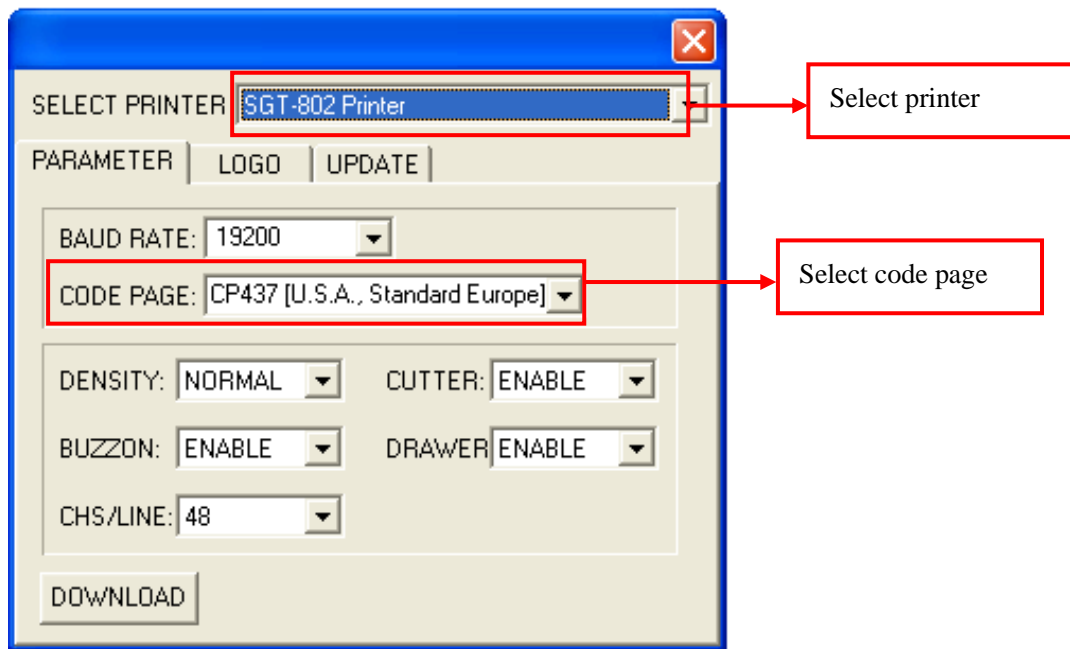 SELECT PRINTER SGT-802 Printer
Select printer
PARAMETER LOGO UPDATE
BAUD RATE: 19200
CODE PAGE: CP437 [U.S.A., Standard Europe]
Select code page
DENSITY: NORMAL CUTTER: ENABLE
BUZZON: ENABLE DRAWER ENABLE
CHS/LINE: 48
DOWNLOAD